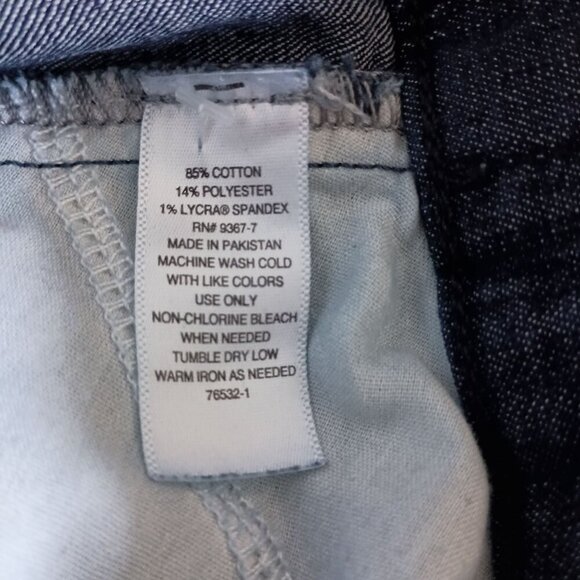 85% COTTON
14% POLYESTER
1% LYCRA® SPANDEX
RN# 9367-7
MADE IN PAKISTAN
MACHINE WASH COLD
WITH LIKE COLORS
USE ONLY
NON-CHLORINE BLEACH
WHEN NEEDED
TUMBLE DRY LOW
WARM IRON AS NEEDED
76532-1